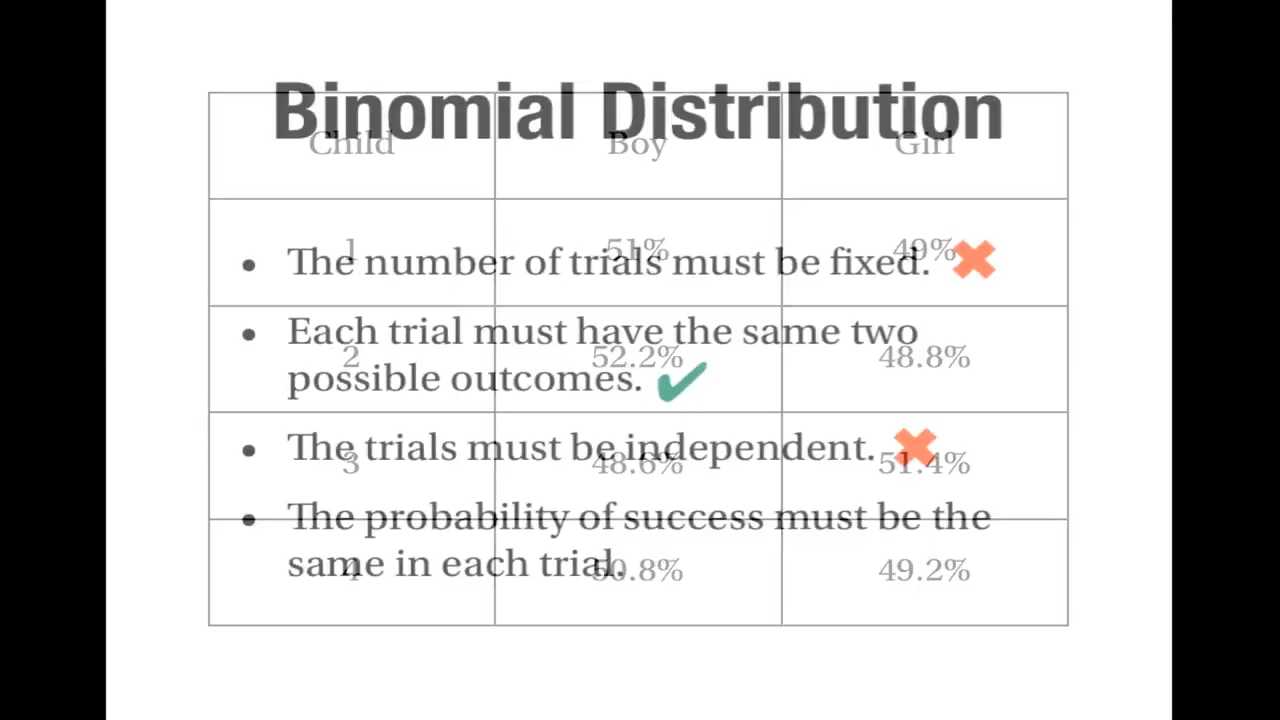 Binomial Distribution
Child Boy Girl
1 51% 49%
• The number of trials must be fixed. ✖
• Each trial must have the same two
2 52.2% 48.8%
possible outcomes. ✔
• The trials must be independent. ✖
3 48.6% 51.4%
• The probability of success must be the
same in each trial.
4 50.8% 49.2%